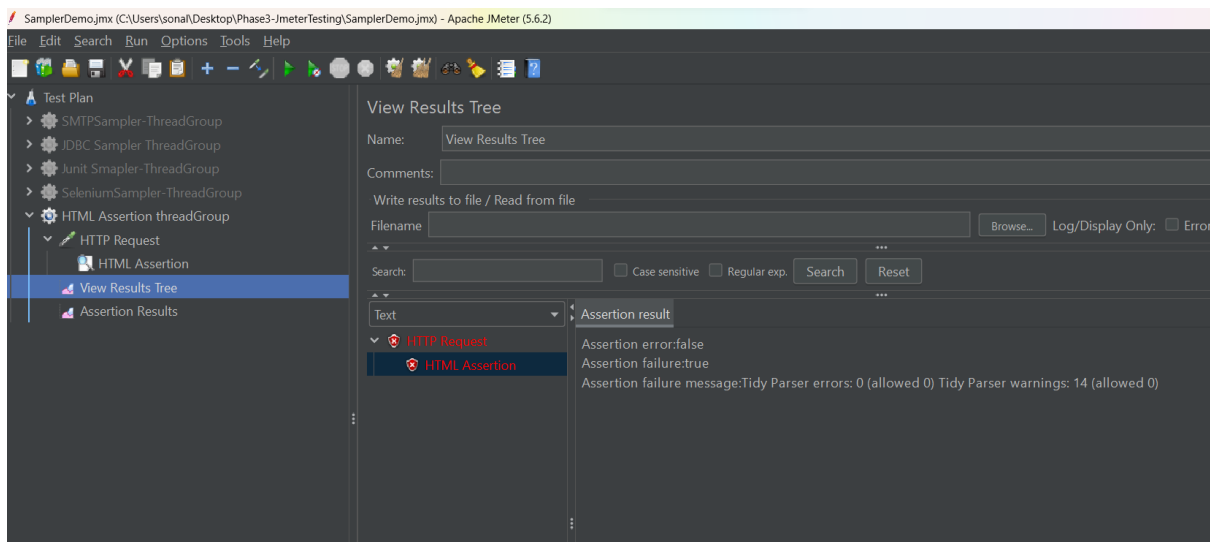 SamplerDemo.jmx (C:\Users\sonal\Desktop\Phase3-JmeterTesting\SamplerDemo.jmx) - Apache JMeter (5.6.2)
File Edit Search Run Options Tools Help
Test Plan
SMTPSampler-ThreadGroup
JDBC Sampler ThreadGroup
Junit Smapler-ThreadGroup
SeleniumSampler-ThreadGroup
HTML Assertion threadGroup
HTTP Request
HTML Assertion
View Results Tree
Assertion Results
View Results Tree
Name: View Results Tree
Comments:
Write results to file / Read from file
Filename Browse... Log/Display Only: Error
Search: Case sensitive Regular exp. Search Reset
Text
HTTP Request
HTML Assertion
Assertion result
Assertion error:false
Assertion failure:true
Assertion failure message:Tidy Parser errors: 0 (allowed 0) Tidy Parser warnings: 14 (allowed 0)